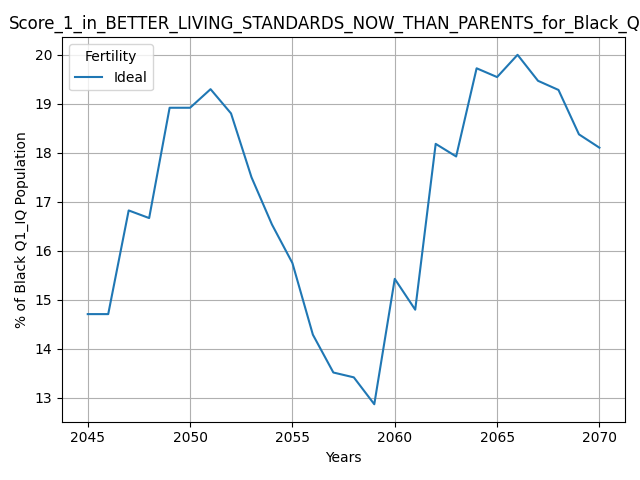 Score_1_in_BETTER_LIVING_STANDARDS_NOW_THAN_PARENTS_for_Black_Q
Fertility
Ideal
% of Black Q1_IQ Population
20
19
18
17
16
15
14
13
2045 2050 2055 2060 2065 2070
Years